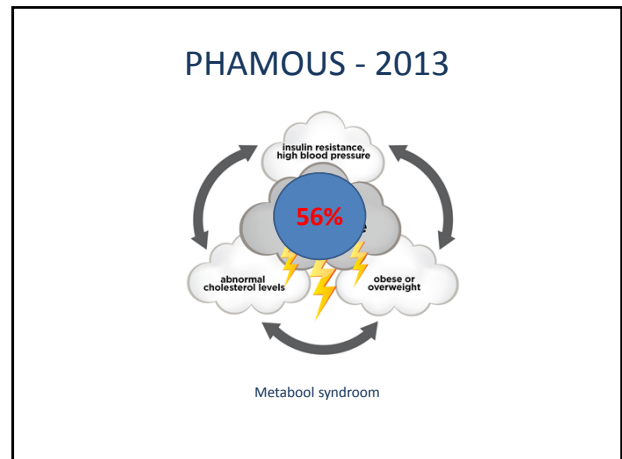 PHAMOUS - 2013
insulin resistance,
high blood pressure
56%
abnormal
cholesterol levels
obese or
overweight
Metabool syndroom